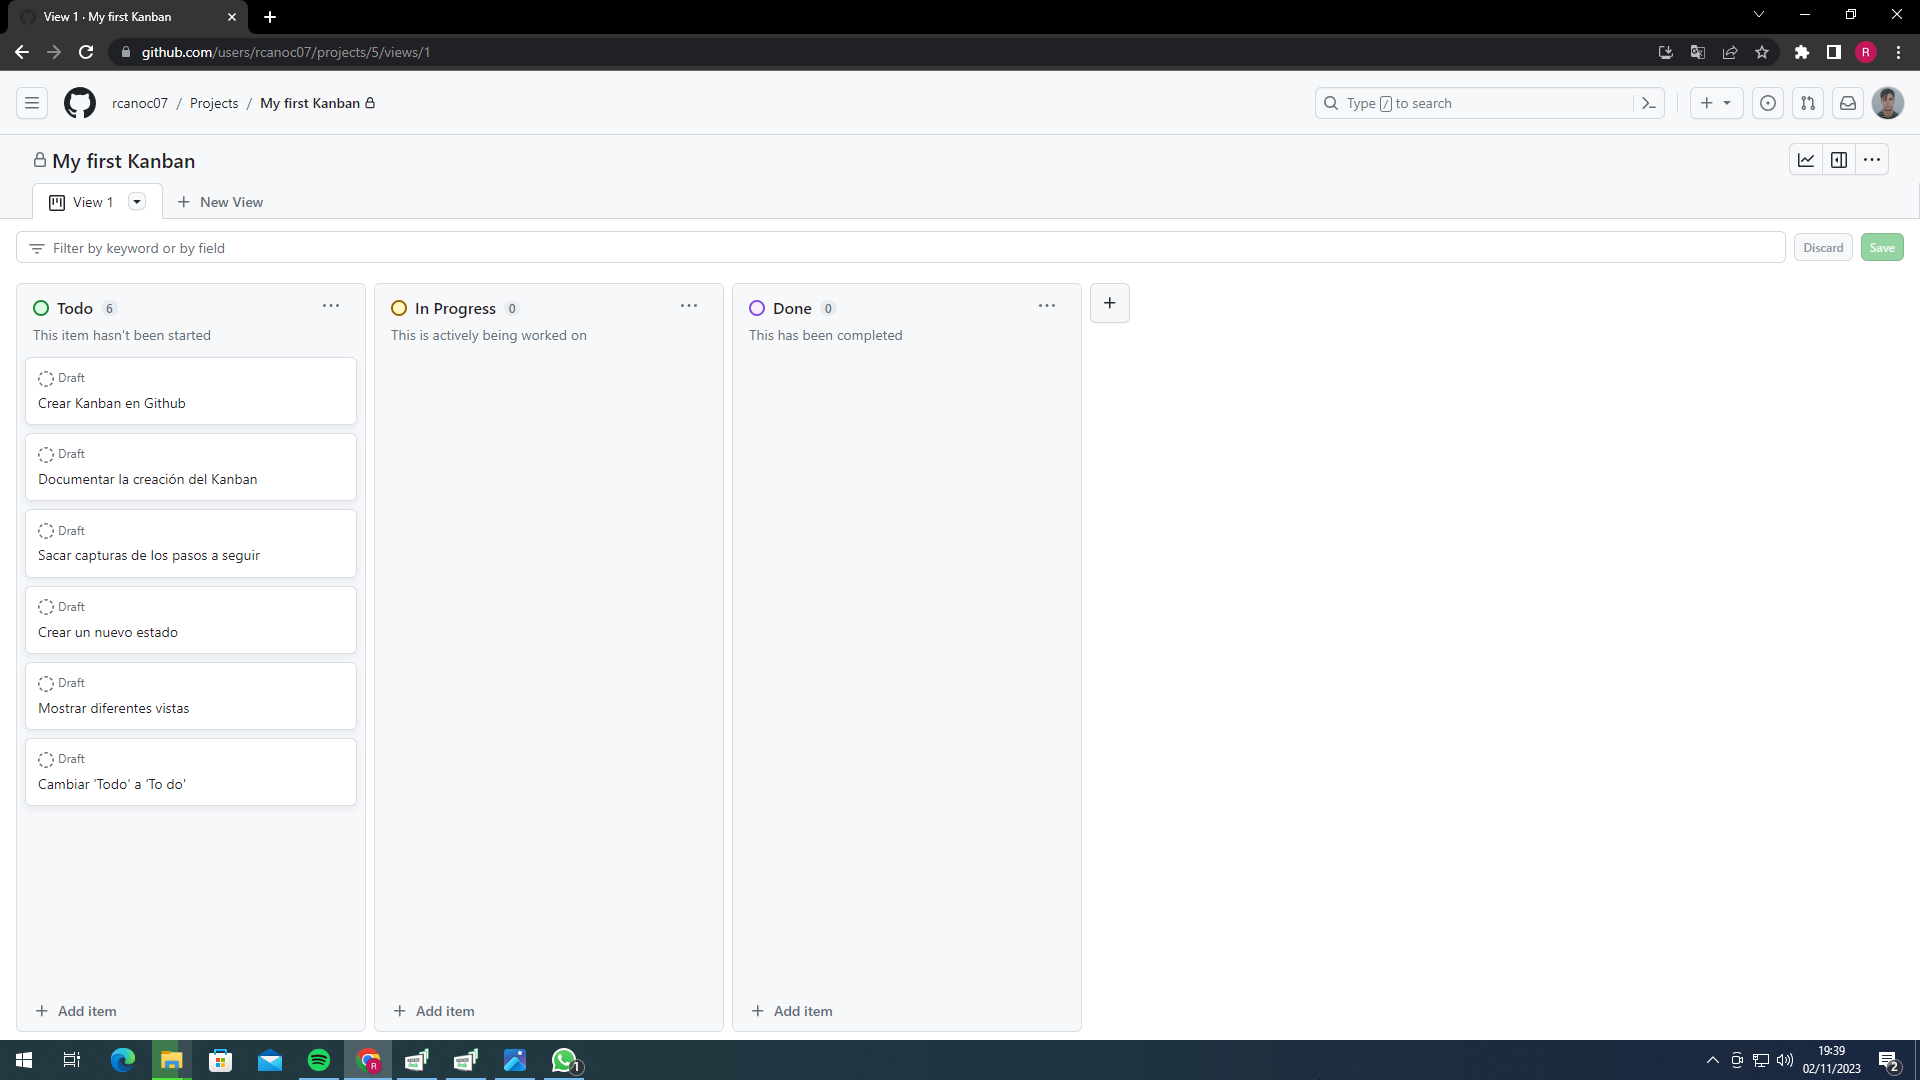 View 1 · My first Kanban
github.com/users/rcanoc07/projects/5/views/1
R
rcanoc07 / Projects / My first Kanban
Type / to search
My first Kanban
View 1
New View
Filter by keyword or by field
Discard
Save
Todo 6
This item hasn't been started
Draft
Crear Kanban en Github
Draft
Documentar la creación del Kanban
Draft
Sacar capturas de los pasos a seguir
Draft
Crear un nuevo estado
Draft
Mostrar diferentes vistas
Draft
Cambiar 'Todo' a 'To do'
Add item
In Progress 0
This is actively being worked on
Add item
Done 0
This has been completed
Add item
R
1
19:39
02/11/2023
2